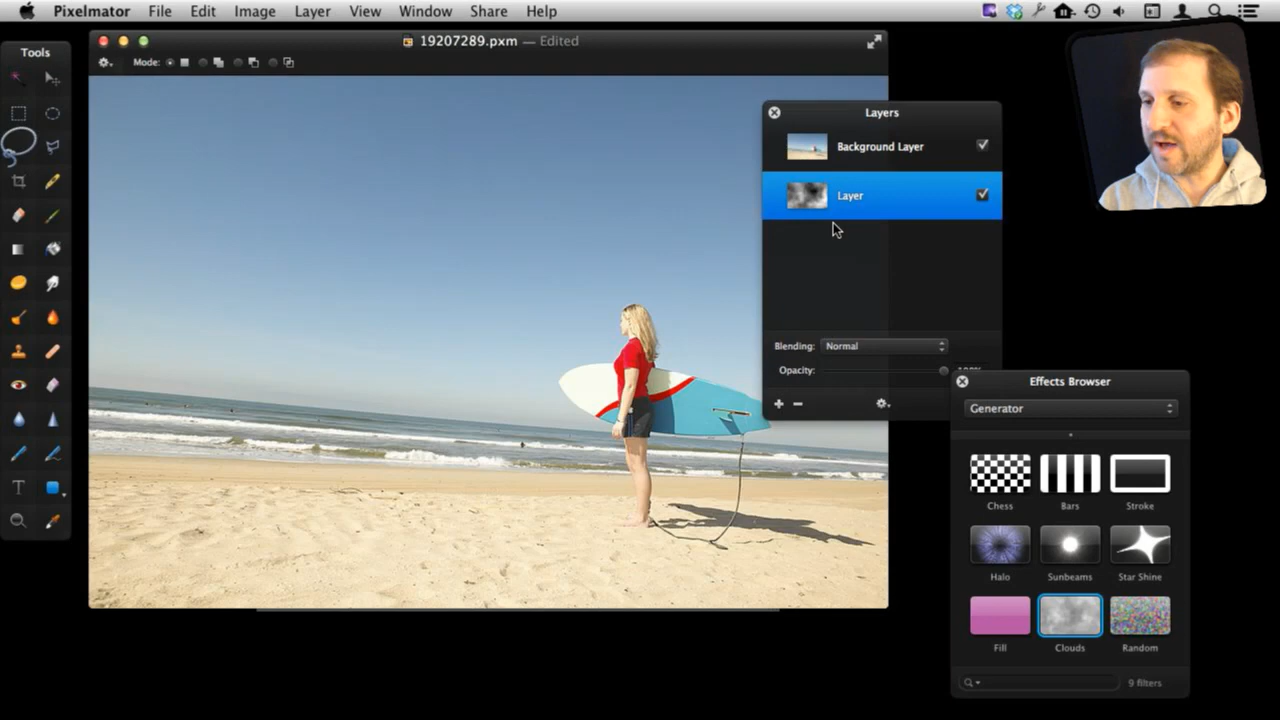 Pixelmator File Edit Image Layer View Window Share Help
Tools
19207289.pxm — Edited
Mode:
Layers
Background Layer
Layer
Blending: Normal
Opacity:
Effects Browser
Generator
Chess Bars Stroke
Halo Sunbeams Star Shine
Fill Clouds Random
9 filters
T